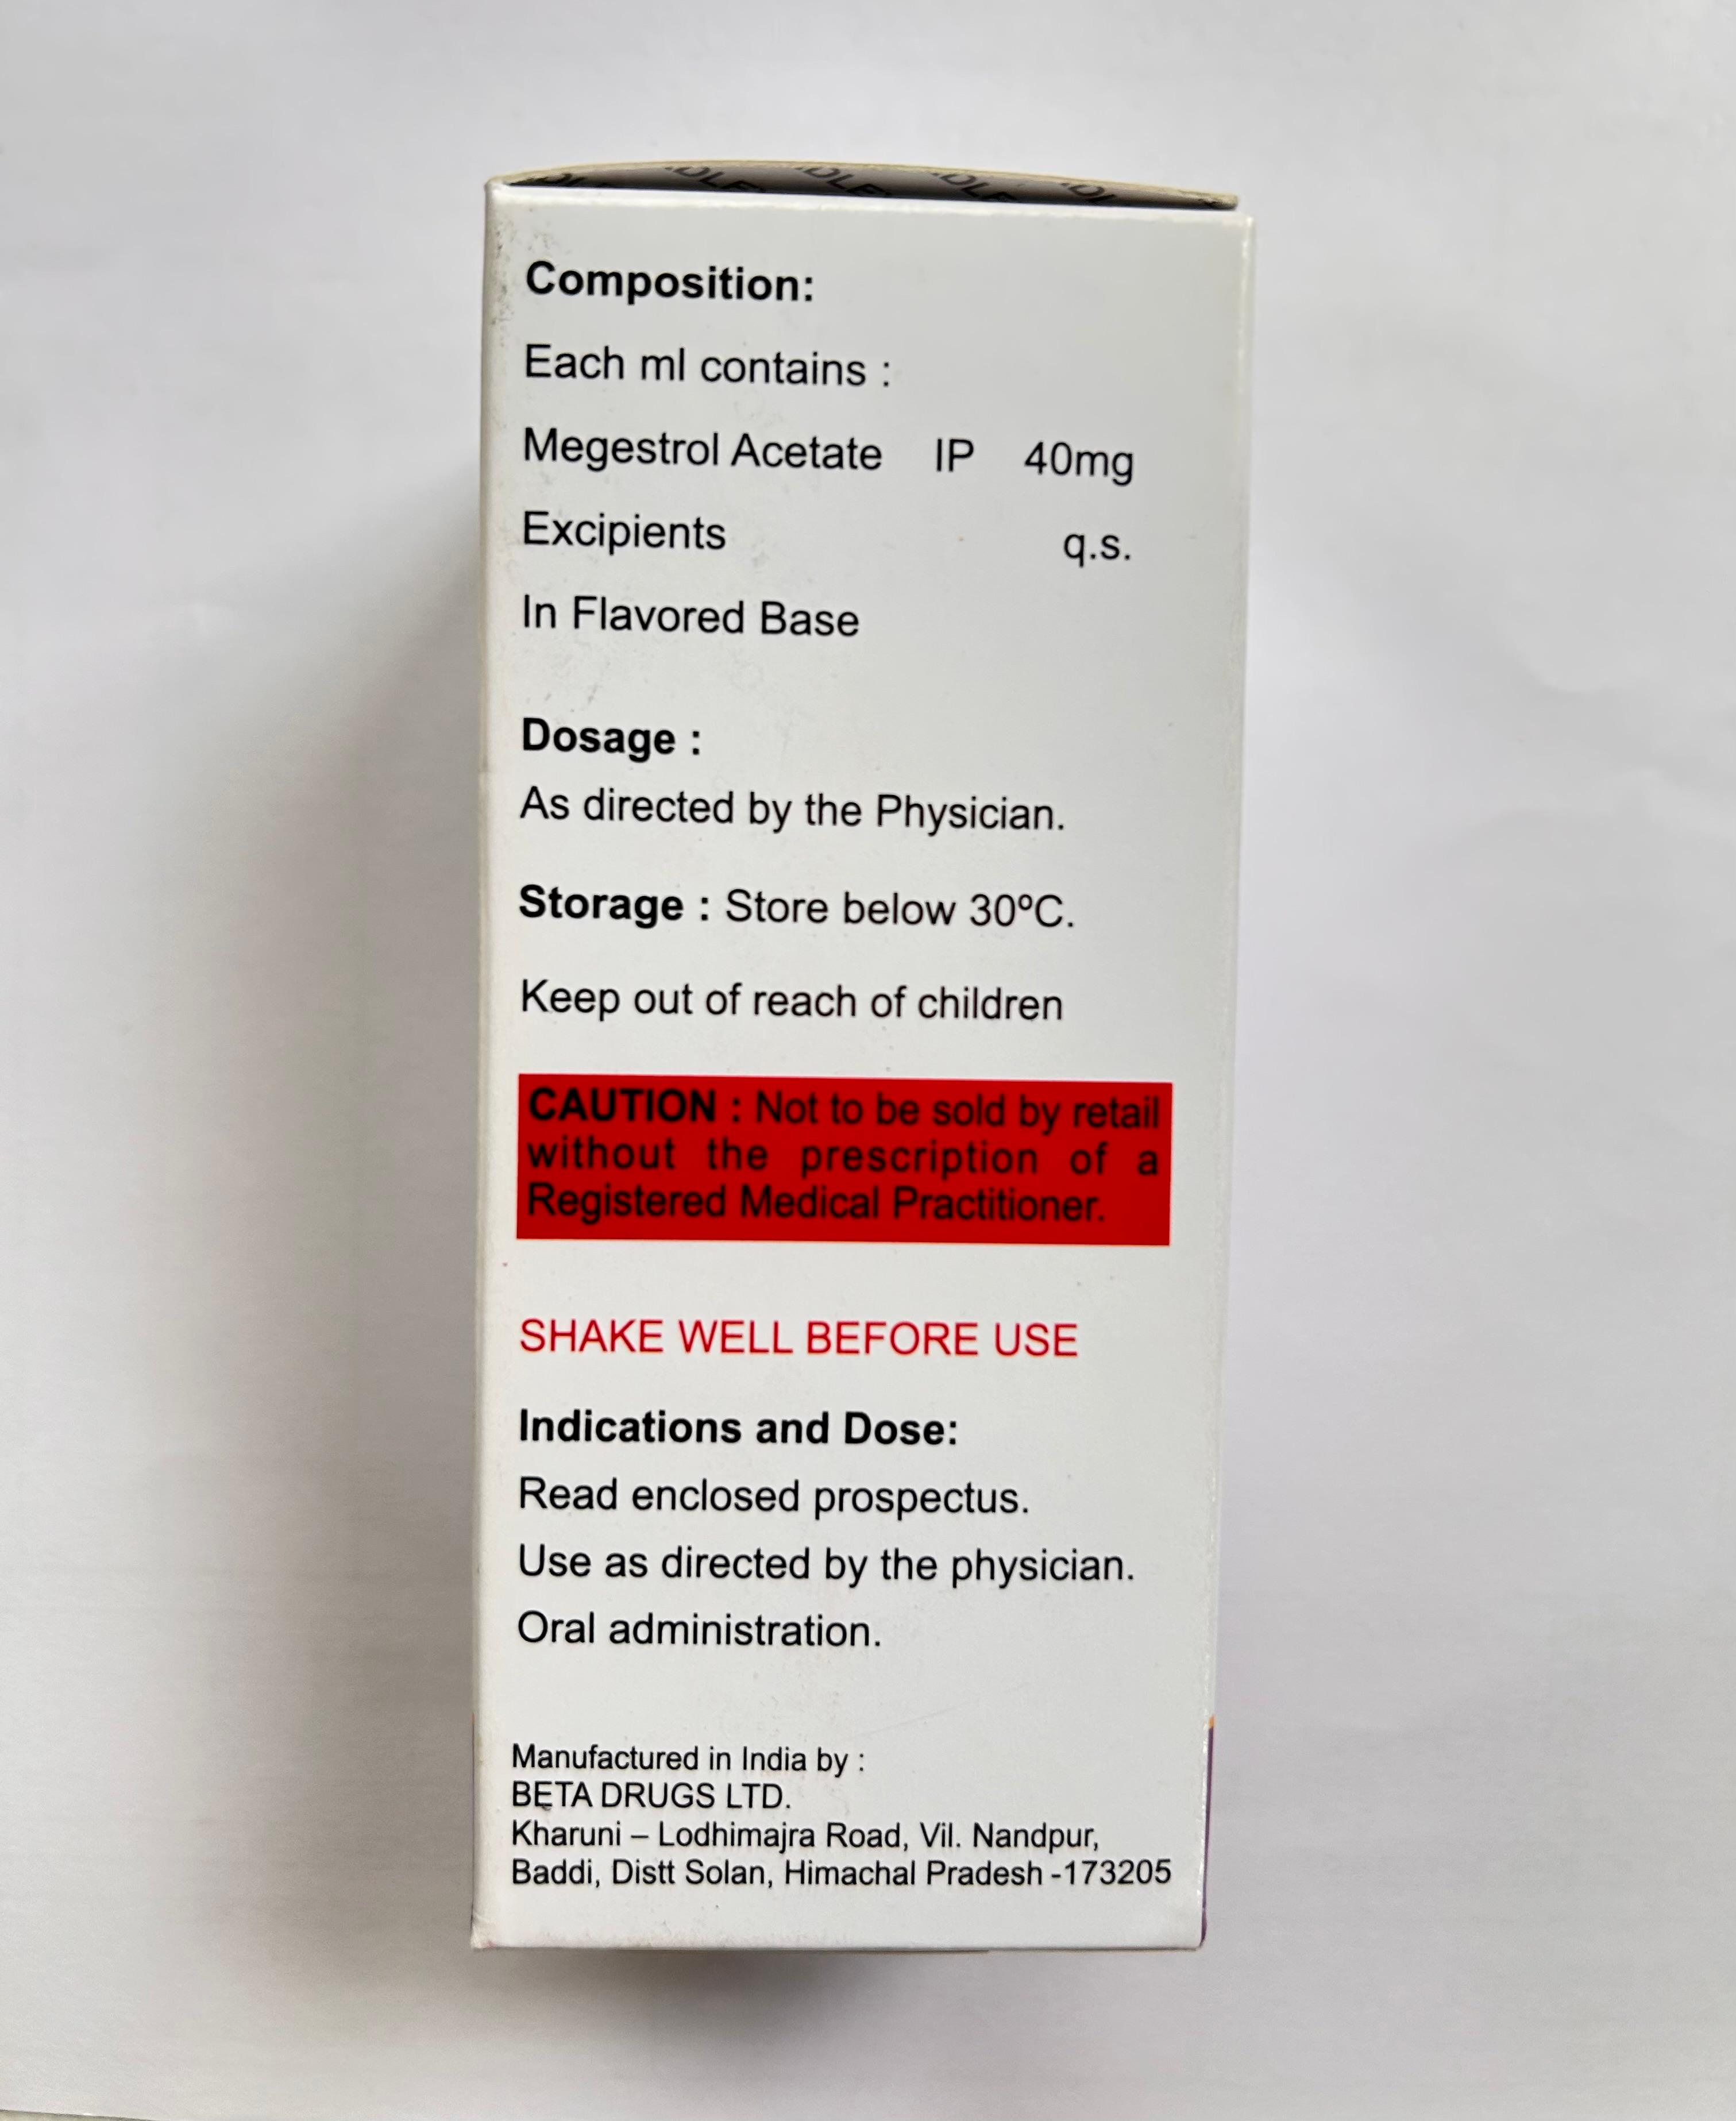 Composition:
Each ml contains :
Megestrol Acetate IP 40mg
Excipients q.s.
In Flavored Base
Dosage :
As directed by the Physician.
Storage : Store below 30ºC.
Keep out of reach of children
CAUTION : Not to be sold by retail
without the prescription of a
Registered Medical Practitioner.
SHAKE WELL BEFORE USE
Indications and Dose:
Read enclosed prospectus.
Use as directed by the physician.
Oral administration.
Manufactured in India by :
BETA DRUGS LTD.
Kharuni – Lodhimajra Road, Vil. Nandpur,
Baddi, Distt Solan, Himachal Pradesh -173205